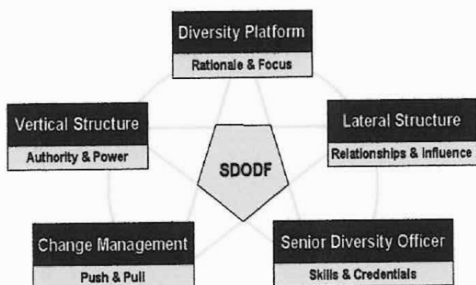 Diversity Platform
Rationale & Focus
Vertical Structure
Authority & Power
Lateral Structure
Relationships & Influence
SDODF
Change Management
Push & Pull
Senior Diversity Officer
Skills & Credentials